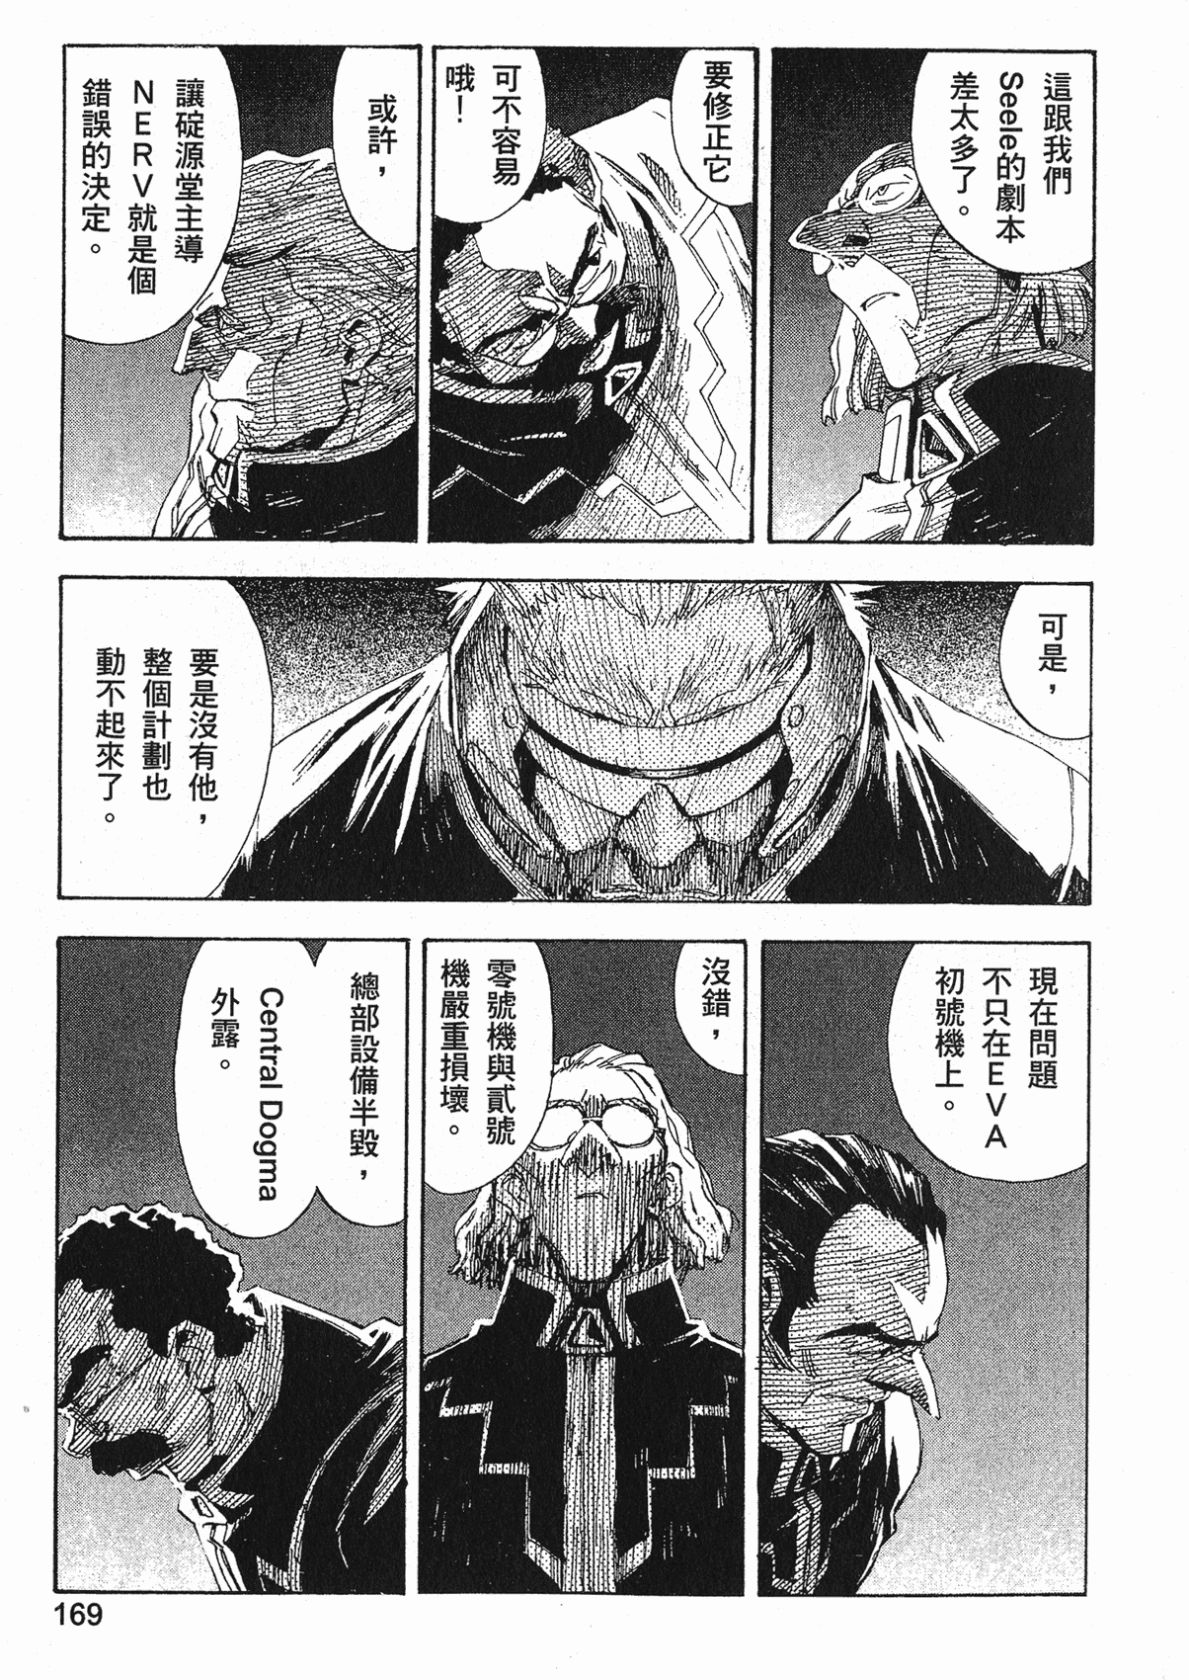 這跟我們
Seele的劇本
差太多了。
要修正它
可不容易
哦！
或許，
讓碇源堂主導
NERV就是個
錯誤的決定。
可是，
要是沒有他，
整個計劃也
動不起來了。
現在問題
不只在EVA
初號機上。
沒錯，
零號機與貳號
機嚴重損壞。
總部設備半毀，
Central Dogma
外露。
169